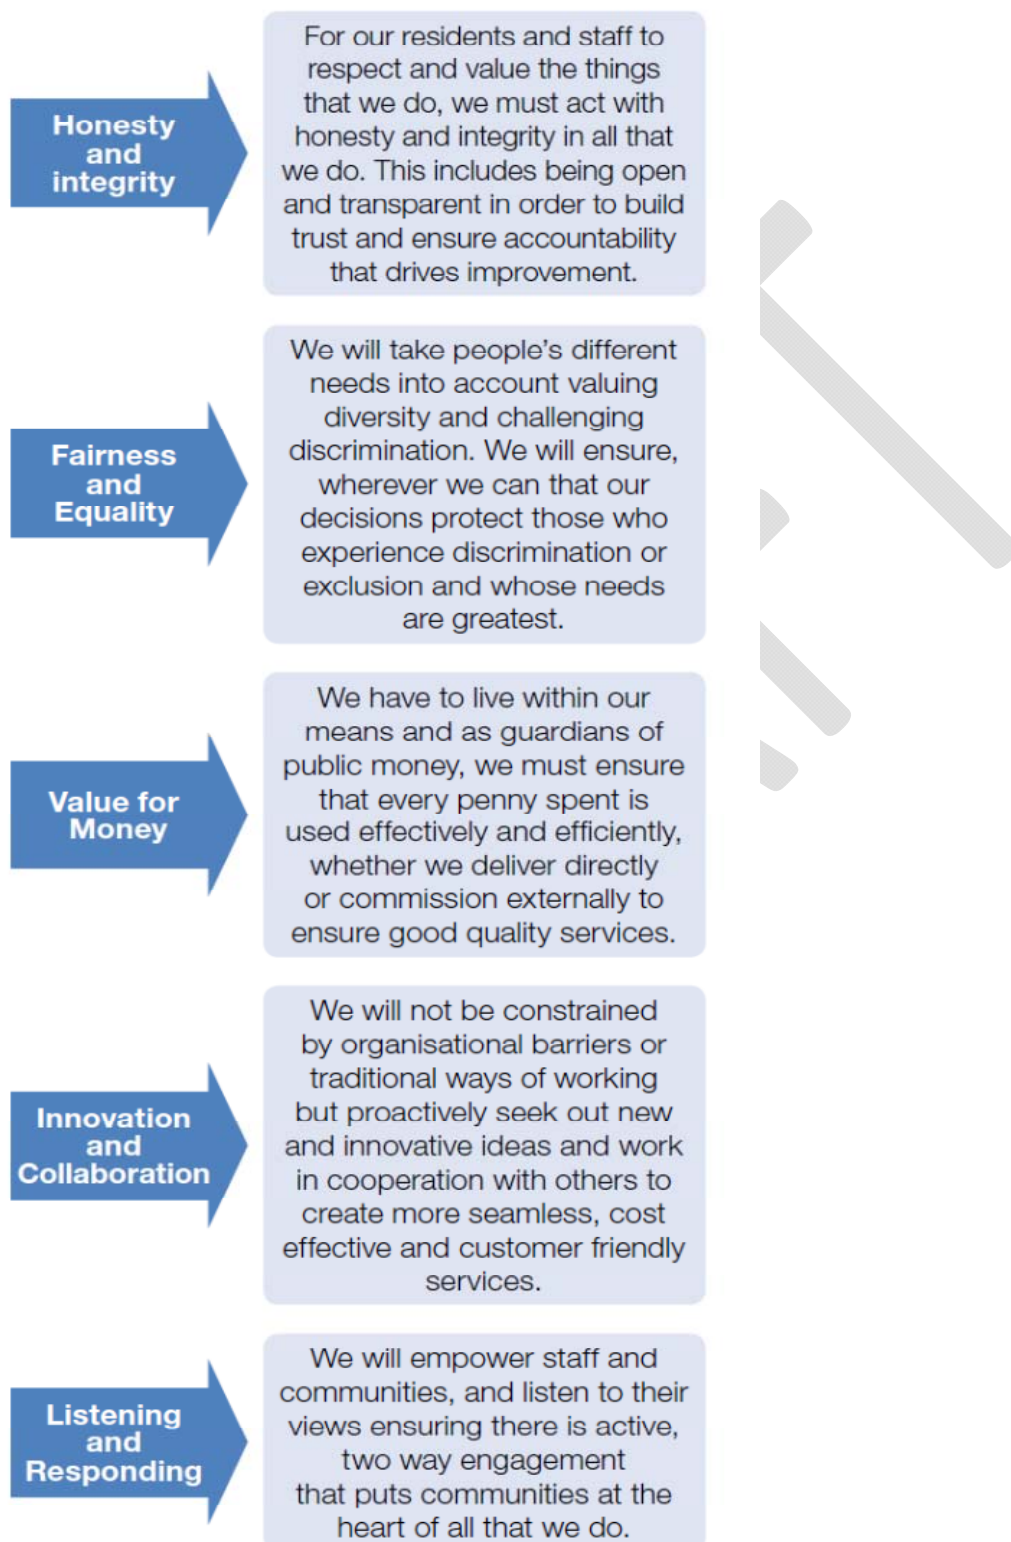 Honesty
and
integrity
For our residents and staff to
respect and value the things
that we do, we must act with
honesty and integrity in all that
we do. This includes being open
and transparent in order to build
trust and ensure accountability
that drives improvement.
Fairness
and
Equality
We will take people’s different
needs into account valuing
diversity and challenging
discrimination. We will ensure,
wherever we can that our
decisions protect those who
experience discrimination or
exclusion and whose needs
are greatest.
Value for
Money
We have to live within our
means and as guardians of
public money, we must ensure
that every penny spent is
used effectively and efficiently,
whether we deliver directly
or commission externally to
ensure good quality services.
Innovation
and
Collaboration
We will not be constrained
by organisational barriers or
traditional ways of working
but proactively seek out new
and innovative ideas and work
in cooperation with others to
create more seamless, cost
effective and customer friendly
services.
Listening
and
Responding
We will empower staff and
communities, and listen to their
views ensuring there is active,
two way engagement
that puts communities at the
heart of all that we do.